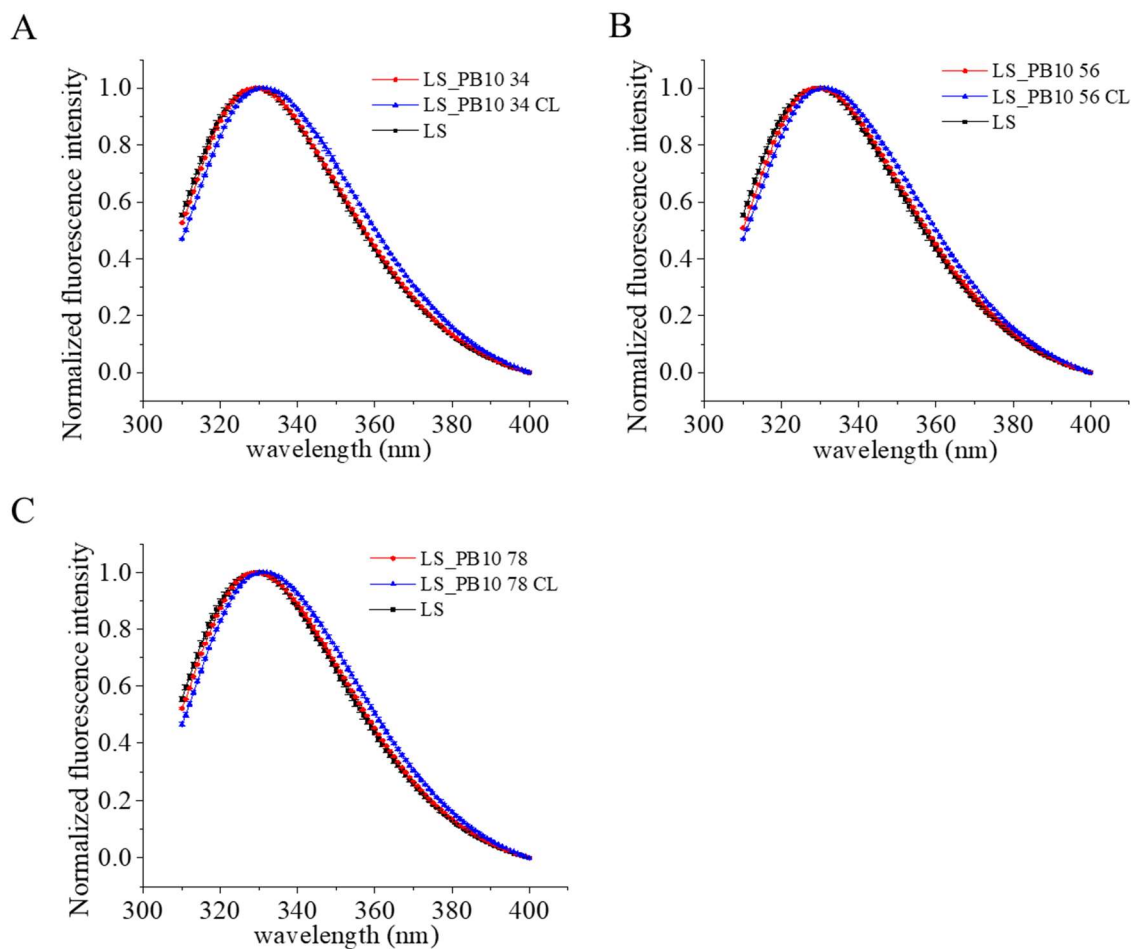 A
Normalized fluorescence intensity
1.0
0.8
0.6
0.4
0.2
0.0
LS_PB10 34
LS_PB10 34 CL
LS
300 320 340 360 380 400
wavelength (nm)
B
Normalized fluorescence intensity
1.0
0.8
0.6
0.4
0.2
0.0
LS_PB10 56
LS_PB10 56 CL
LS
300 320 340 360 380 400
wavelength (nm)
C
Normalized fluorescence intensity
1.0
0.8
0.6
0.4
0.2
0.0
LS_PB10 78
LS_PB10 78 CL
LS
300 320 340 360 380 400
wavelength (nm)